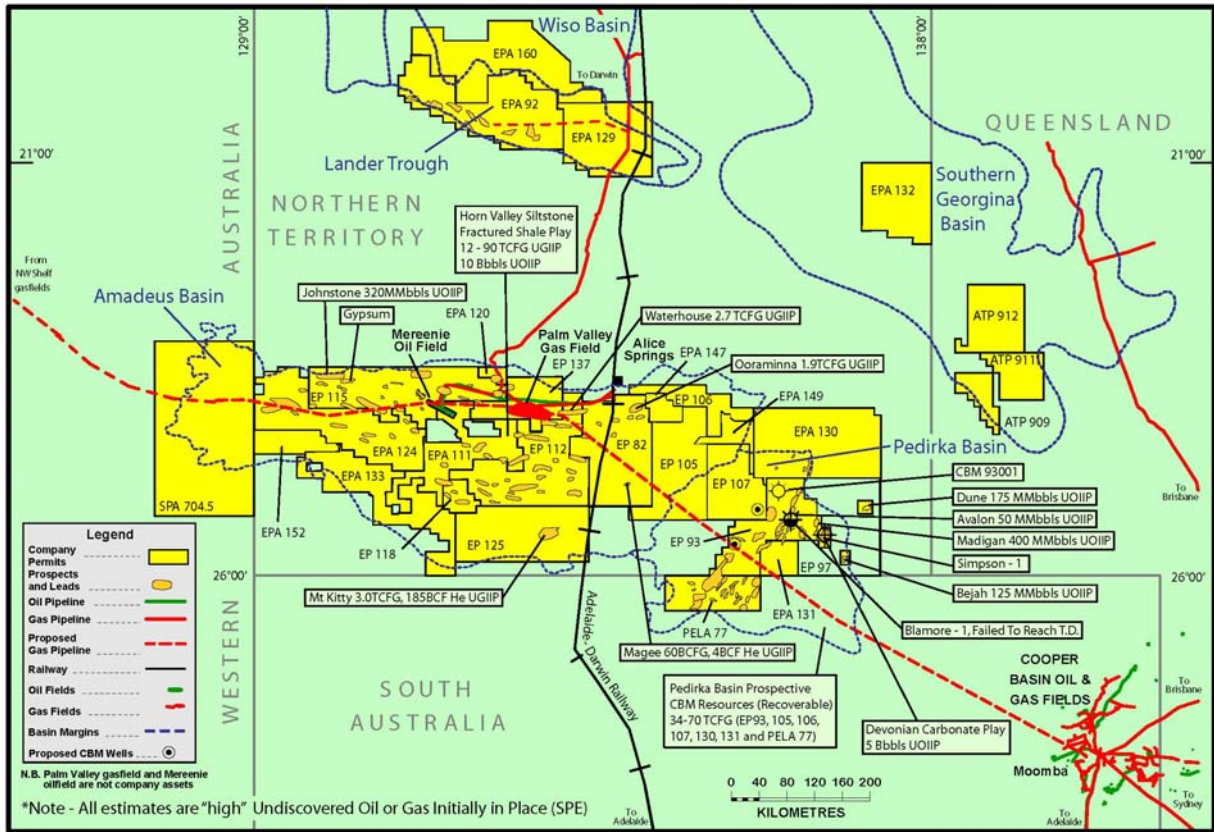 Wiso Basin
129°00'
138°00'
EPA 160
To Darwin
EPA 92
EPA 129
QUEENSLAND
21°00'
21°00'
Lander Trough
EPA 132
Southern
Georgina
Basin
NORTHERN
TERRITORY
Horn Valley Siltstone
Fractured Shale Play
12 - 90 TCFG UGIIP
10 Bbbls UOIIP
WESTERN
AUSTRALIA
From
NW Shelf
gasfields
Amadeus Basin
Johnstone 320MMbbls UOIIP
Gypsum
EPA 120
Mereenie
Oil Field
Palm Valley
Gas Field
EP 137
Alice
Springs
Waterhouse 2.7 TCFG UGIIP
EPA 147
Ooraminna 1.9TCFG UGIIP
ATP 912
ATP 911
ATP 909
EP 115
EP 106
EPA 149
EPA 130
Pedirka Basin
EPA 124
EPA 111
EP 112
EP 82
EP 105
EP 107
EPA 133
CBM 93001
Dune 175 MMbbls UOIIP
Avalon 50 MMbbls UOIIP
Madigan 400 MMbbls UOIIP
Simpson - 1
Bejah 125 MMbbls UOIIP
Blamore - 1, Failed To Reach T.D.
To
Brisbane
SPA 704.5
EPA 152
EP 118
EP 125
EP 93
EP 97
26°00'
26°00'
Mt Kitty 3.0TCFG, 185BCF He UGIIP
EPA 131
PELA 77
Magee 60BCFG, 4BCF He UGIIP
Adelaide- Darwin Railway
SOUTH
AUSTRALIA
Pedirka Basin Prospective
CBM Resources (Recoverable)
34-70 TCFG (EP93, 105, 106,
107, 130, 131 and PELA 77)
Devonian Carbonate Play
5 Bbbls UOIIP
COOPER
BASIN OIL &
GAS FIELDS
To
Brisbane
Moomba
To
Sydney
To
Adelaide
To
Adelaide
Legend
Company
Permits
Prospects
and Leads
Oil Pipeline
Gas Pipeline
Proposed
Gas Pipeline
Railway
Oil Fields
Gas Fields
Basin Margins
Proposed CBM Wells
N.B. Palm Valley gasfield and Mereenie
oilfield are not company assets
*Note - All estimates are "high" Undiscovered Oil or Gas Initially in Place (SPE)
0 40 80 120 160 200
KILOMETRES